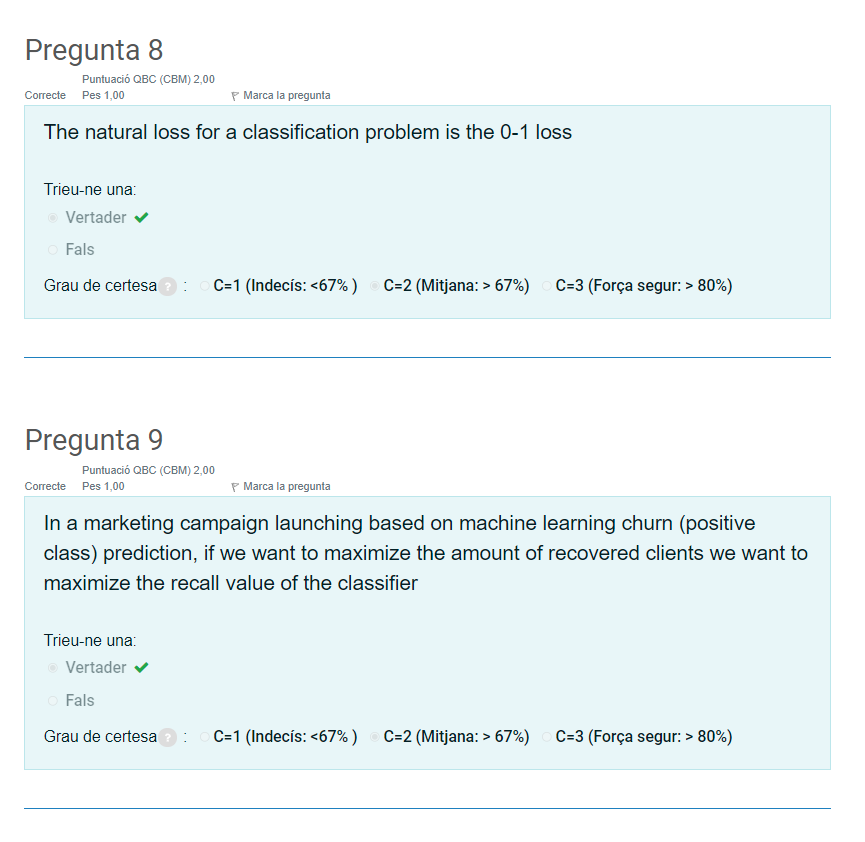 Pregunta 8
Puntuació QBC (CBM) 2,00
Correcte Pes 1,00 Marca la pregunta
The natural loss for a classification problem is the 0-1 loss
Trieu-ne una:
Vertader
Fals
Grau de certesa ? : C=1 (Indecís: <67% ) C=2 (Mitjana: > 67%) C=3 (Força segur: > 80%)
Pregunta 9
Puntuació QBC (CBM) 2,00
Correcte Pes 1,00 Marca la pregunta
In a marketing campaign launching based on machine learning churn (positive
class) prediction, if we want to maximize the amount of recovered clients we want to
maximize the recall value of the classifier
Trieu-ne una:
Vertader
Fals
Grau de certesa ? : C=1 (Indecís: <67% ) C=2 (Mitjana: > 67%) C=3 (Força segur: > 80%)